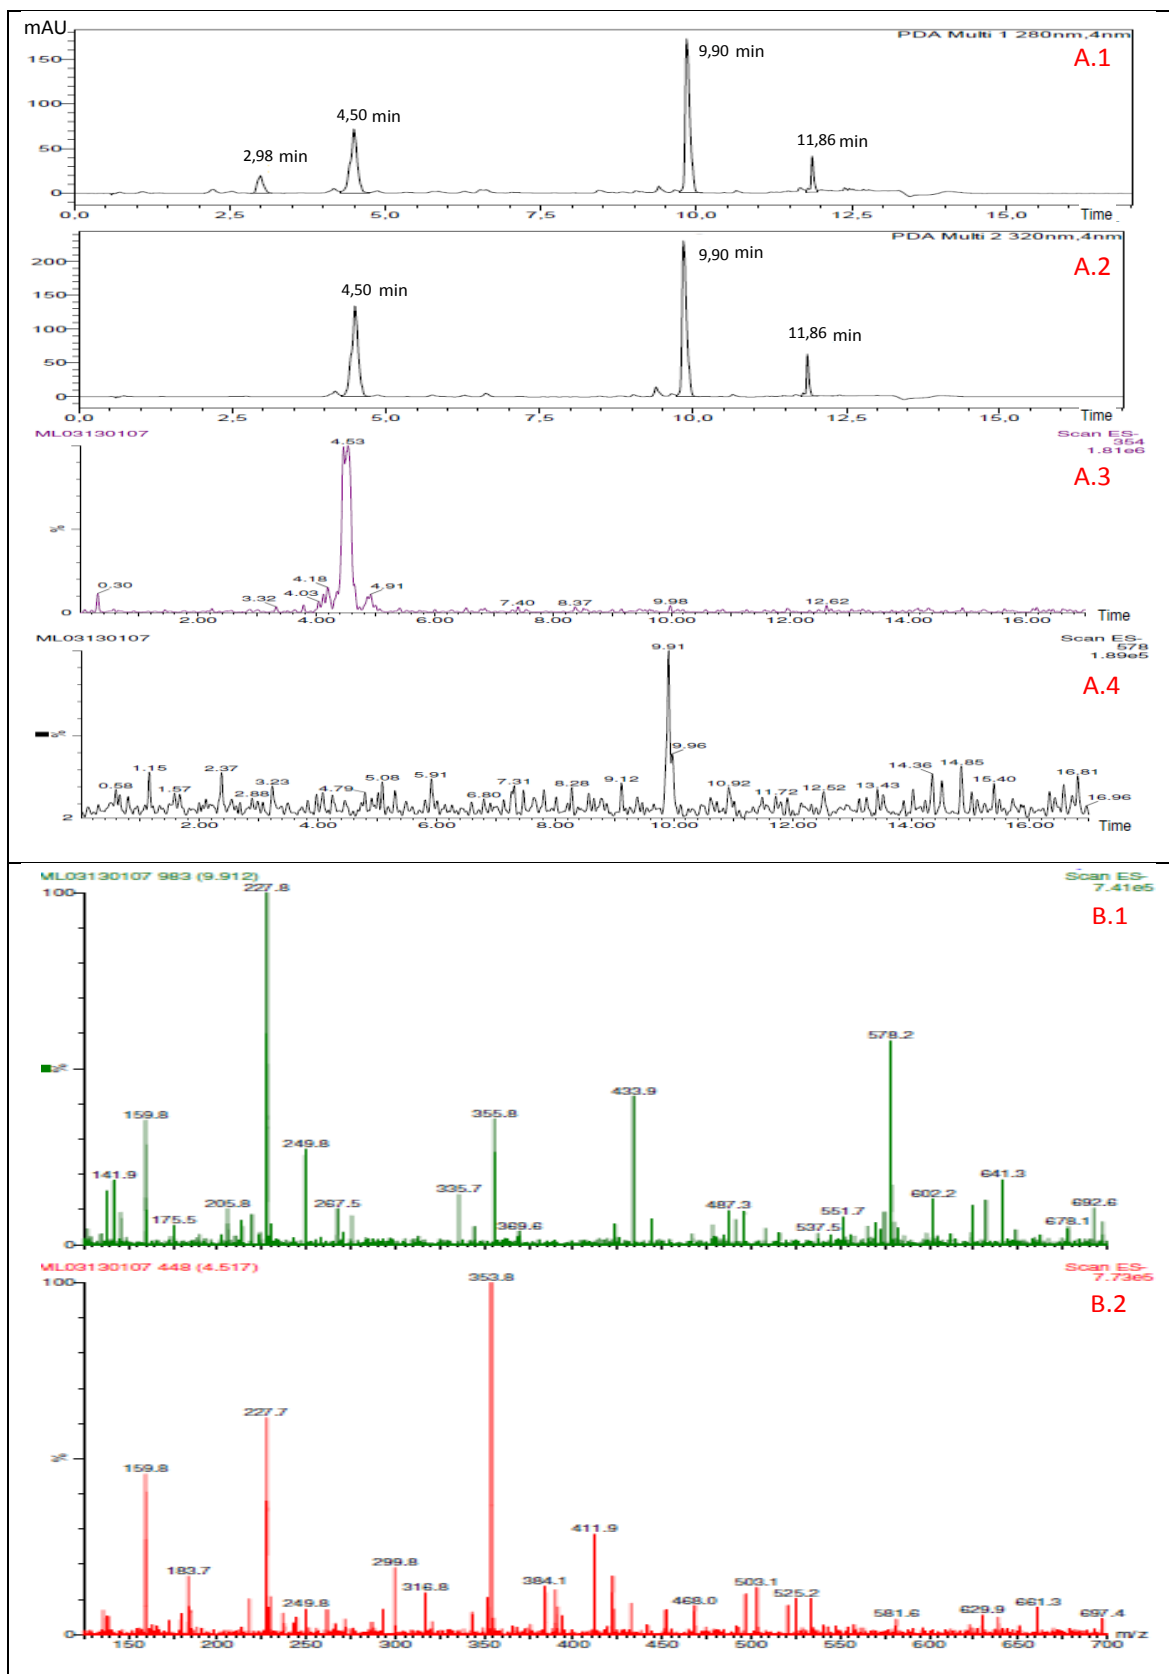 mAU
PDA Multi 1 280nm,4nm
A.1
150
100
50
0
2,98 min
4,50 min
9,90 min
11,86 min
0,0 2,5 5,0 7,5 10,0 12,5 15,0 Time
PDA Multi 2 320nm,4nm
A.2
200
150
100
50
0
4,50 min
9,90 min
11,86 min
0,0 2,5 5,0 7,5 10,0 12,5 15,0 Time
ML03130107
Scan ES-
354
1.81e6
A.3
%
0
0.30 3.32 4.03 4.18 4.53 4.91 7.40 8.37 9.98 12.62
2.00 4.00 6.00 8.00 10.00 12.00 14.00 16.00 Time
ML03130107
Scan ES-
578
1.89e5
A.4
%
2
0.58 1.15 1.57 2.37 2.88 3.23 4.79 5.08 5.91 6.80 7.31 8.28 9.12 9.91 9.96 10.92 11.72 12.52 13.43 14.36 14.85 15.40 16.81 16.96
2.00 4.00 6.00 8.00 10.00 12.00 14.00 16.00 Time
ML03130107 983 (9.912)
Scan ES-
7.41e5
B.1
100
%
0
141.9 159.8 175.5 205.8 227.8 249.8 267.5 335.7 355.8 369.6 433.9 487.3 537.5 551.7 578.2 602.2 641.3 678.1 692.6
ML03130107 448 (4.517)
Scan ES-
7.73e5
B.2
100
%
0
159.8 183.7 227.7 249.8 299.8 316.8 353.8 384.1 411.9 468.0 503.1 525.2 581.6 629.9 661.3 697.4
150 200 250 300 350 400 450 500 550 600 650 700 m/z